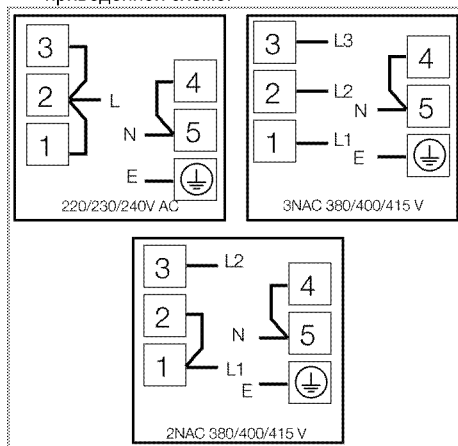 приведенной схеме.
3
2 L
1
4
N 5
E
220/230/240V AC
3 L3
2 L2
1 L1
4
N 5
E
3NAC 380/400/415 V
3 L2
2
1 L1
4
N 5
E
2NAC 380/400/415 V